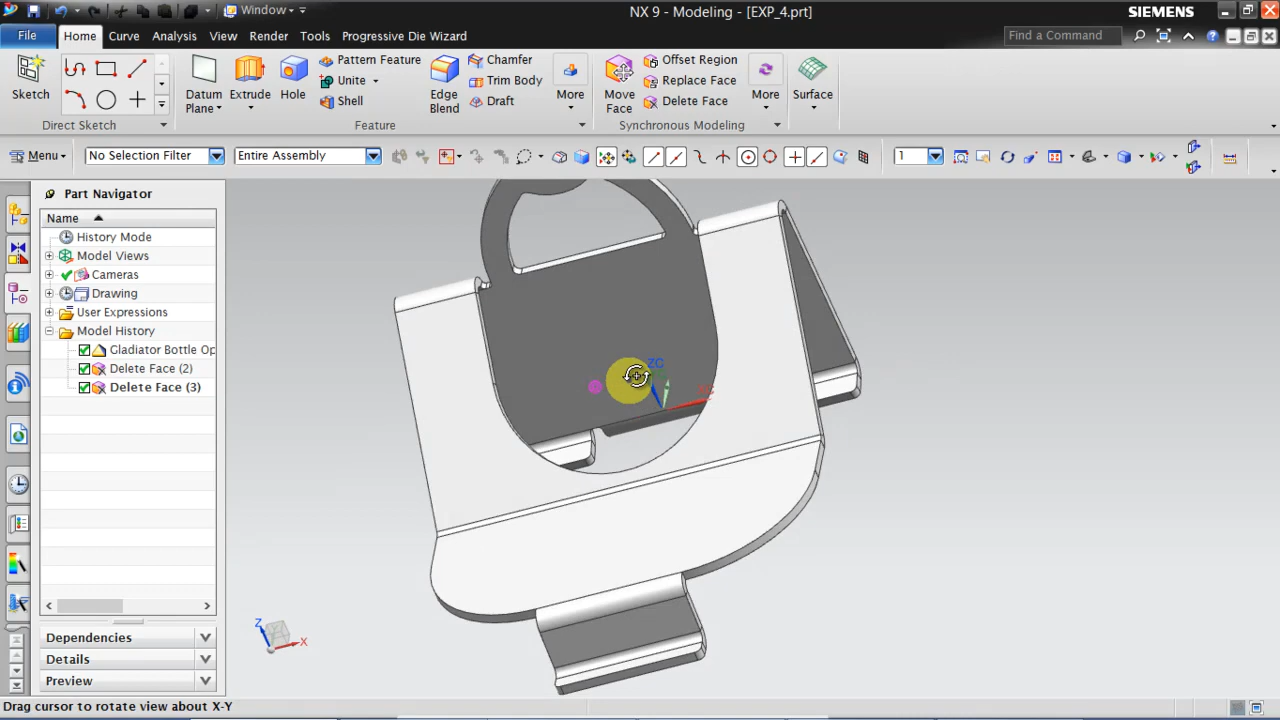 Window
NX 9 - Modeling - [EXP_4.prt]
SIEMENS
File
Home
Curve
Analysis
View
Render
Tools
Progressive Die Wizard
Find a Command
Sketch
Datum Plane
Extrude
Hole
Pattern Feature
Unite
Shell
Edge Blend
Chamfer
Trim Body
Draft
More
Move Face
Offset Region
Replace Face
Delete Face
More
Surface
Direct Sketch
Feature
Synchronous Modeling
Menu
No Selection Filter
Entire Assembly
1
Part Navigator
Name
History Mode
Model Views
Cameras
Drawing
User Expressions
Model History
Gladiator Bottle Op
Delete Face (2)
Delete Face (3)
Dependencies
Details
Preview
ZC
XC
Z
X
Drag cursor to rotate view about X-Y